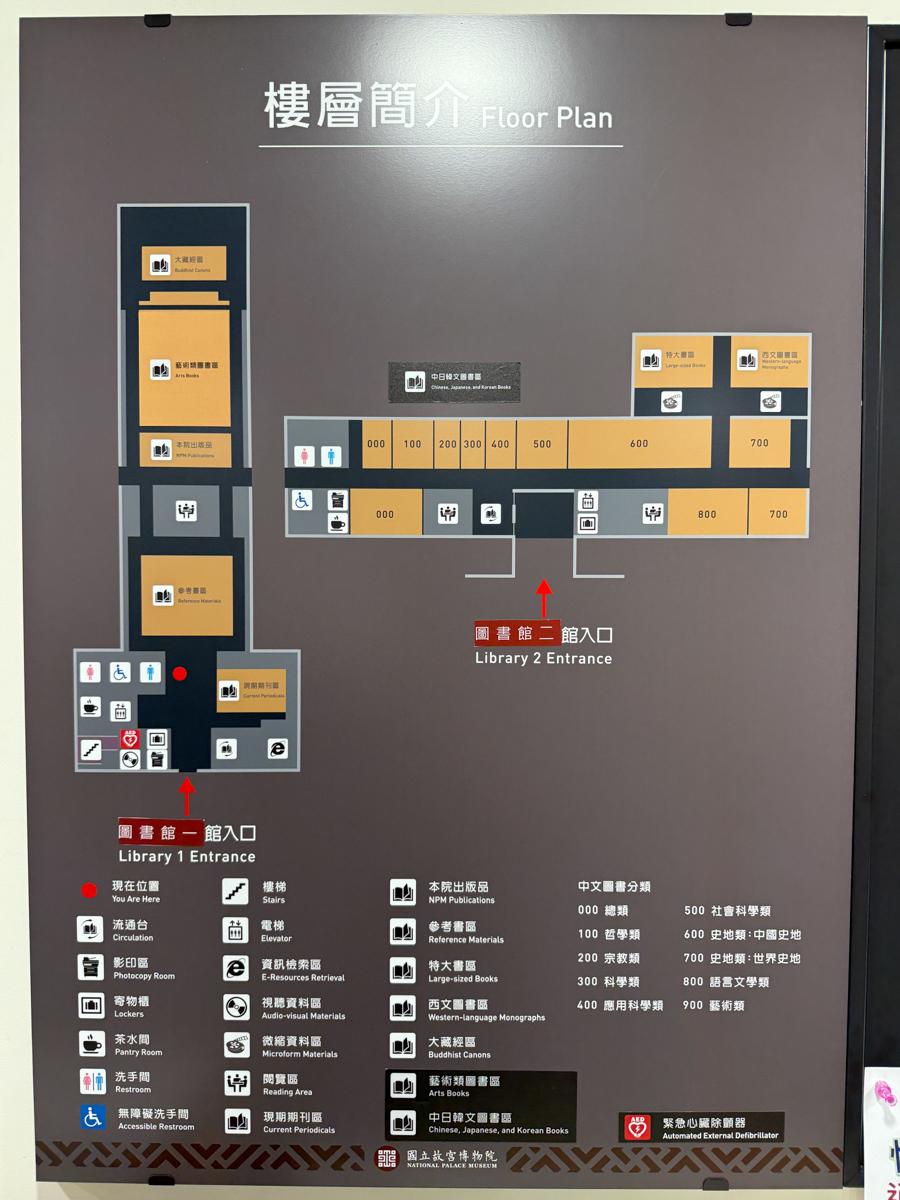 樓層簡介 Floor Plan
大藏經區
Buddhist Canons
藝術類圖書區
Arts Books
本院出版品
NPM Publications
參考書區
Reference Materials
現期期刊區
Current Periodicals
AED
圖書館一館入口
Library 1 Entrance
中日韓文圖書區
Chinese, Japanese, and Korean Books
特大書區
Large-sized Books
西文圖書區
Western-language
Monographs
000 100 200 300 400 500 600 700
000 800 700
圖書館二館入口
Library 2 Entrance
現在位置
You Are Here
流通台
Circulation
影印區
Photocopy Room
寄物櫃
Lockers
茶水間
Pantry Room
洗手間
Restroom
無障礙洗手間
Accessible Restroom
樓梯
Stairs
電梯
Elevator
資訊檢索區
E-Resources Retrieval
視聽資料區
Audio-visual Materials
微縮資料區
Microform Materials
閱覽區
Reading Area
現期期刊區
Current Periodicals
本院出版品
NPM Publications
參考書區
Reference Materials
特大書區
Large-sized Books
西文圖書區
Western-language Monographs
大藏經區
Buddhist Canons
藝術類圖書區
Arts Books
中日韓文圖書區
Chinese, Japanese, and Korean Books
中文圖書分類
000 總類
100 哲學類
200 宗教類
300 科學類
400 應用科學類
500 社會科學類
600 史地類:中國史地
700 史地類:世界史地
800 語言文學類
900 藝術類
AED
緊急心臟除顫器
Automated External Defibrillator
國立故宮博物院
NATIONAL PALACE MUSEUM